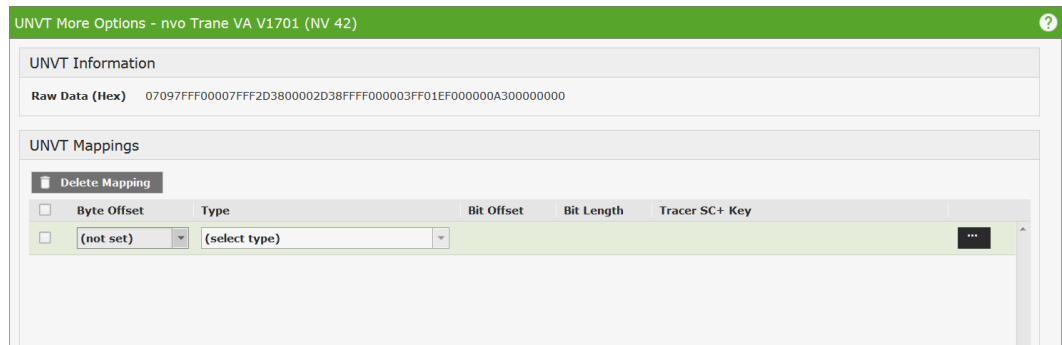 UNVT More Options - nvo Trane VA V1701 (NV 42) ?
UNVT Information
Raw Data (Hex) 07097FFF00007FFF2D3800002D38FFFF000003FF01EF000000A300000000
UNVT Mappings
Delete Mapping
Byte Offset Type Bit Offset Bit Length Tracer SC+ Key
(not set) (select type) ...